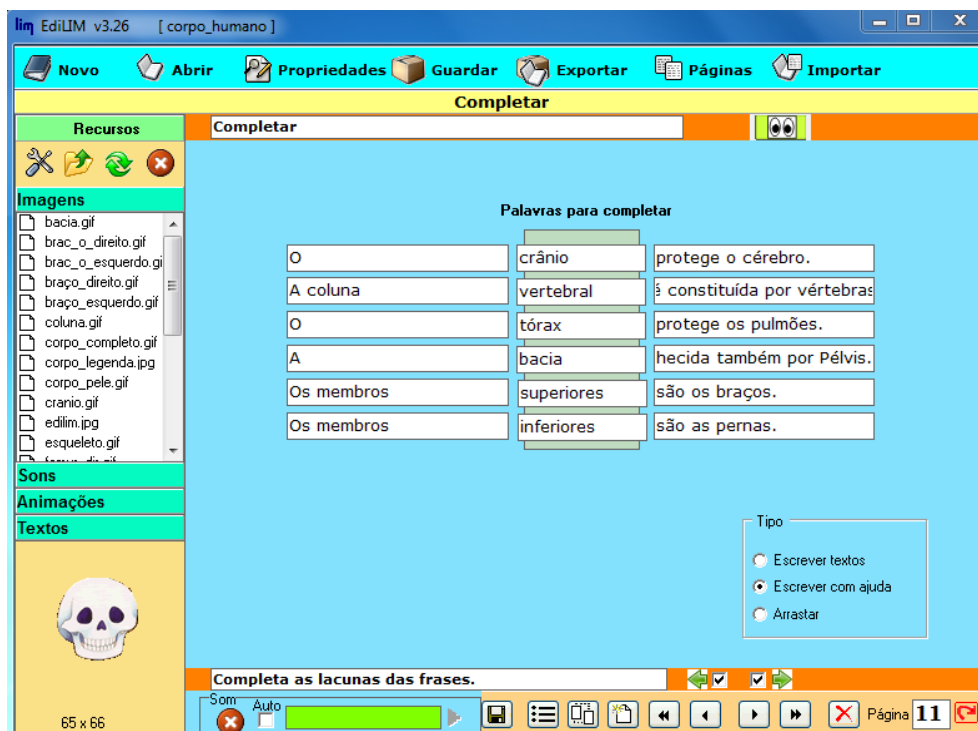 lim EdiLIM v3.26 [ corpo_humano ]
Novo Abrir Propriedades Guardar Exportar Páginas Importar
Completar
Recursos
Completar
Imagens
bacia.gif
brac_o_direito.gif
brac_o_esquerdo.gi
braço_direito.gif
braço_esquerdo.gif
coluna.gif
corpo_completo.gif
corpo_legenda.jpg
corpo_pele.gif
cranio.gif
edilim.jpg
esqueleto.gif
Sons
Animações
Textos
65 x 66
Palavras para completar
O crânio protege o cérebro.
A coluna vertebral é constituída por vértebras
O tórax protege os pulmões.
A bacia hecida também por Pélvis.
Os membros superiores são os braços.
Os membros inferiores são as pernas.
Tipo
Escrever textos
Escrever com ajuda
Arrastar
Completa as lacunas das frases.
Som Auto
Página 11